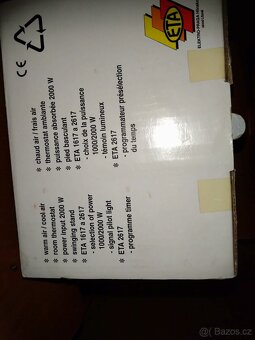 ETA
CE
* chaud air / frais air
* thermostat ambiante
* puissance absorbée 2000 W
* pied basculant
* ETA 1617 a 2617
- choix de la puissance
1000/2000 W
- témoin lumineux
* ETA 2617
programmateur présélection
du temps
* warm air / cool air
* room thermostat
* power input 2000 W
* swinging stand
* ETA 1617 a 2617
- selection of power
1000/2000 W
- signal pilot light
* ETA 2617
- programme timer
Sbazos.cz